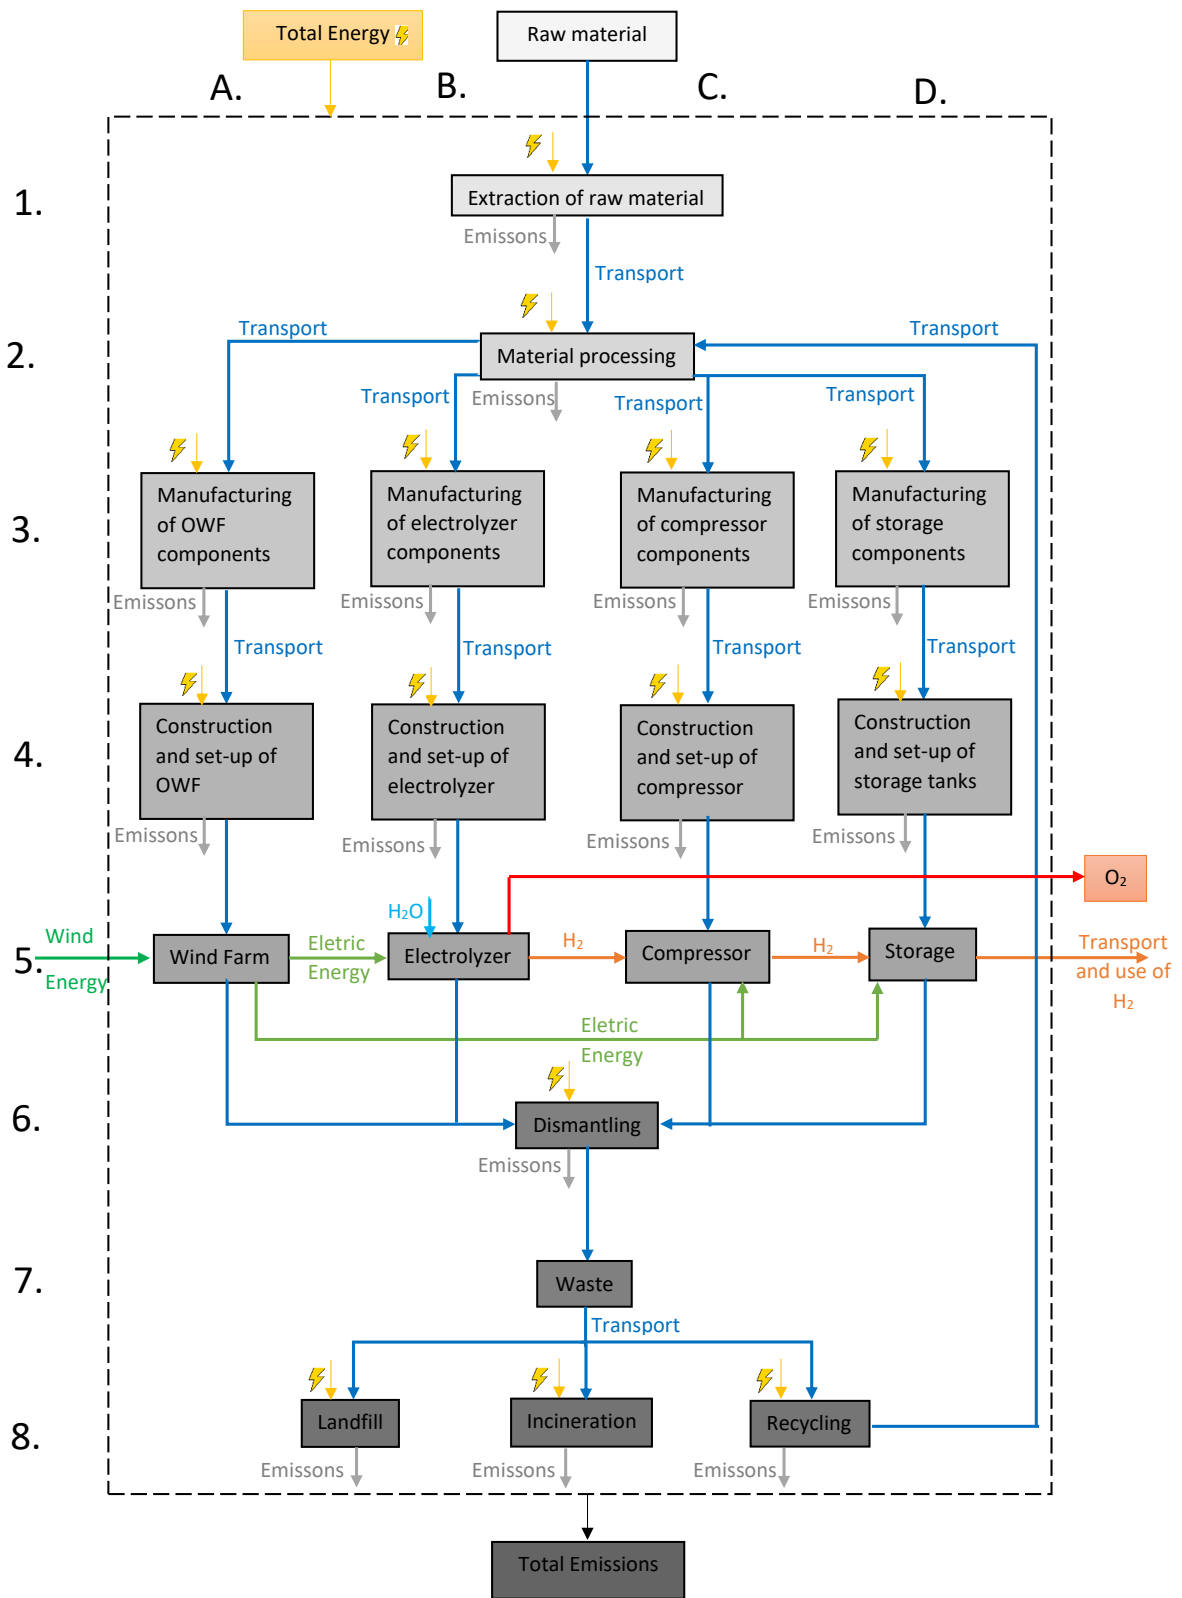 Total Energy
Raw material
A.
B.
C.
D.
1.
Extraction of raw material
Emissons
Transport
2.
Transport
Material processing
Transport
Transport
Emissons
Transport
Transport
3.
Manufacturing
of OWF
components
Manufacturing
of electrolyzer
components
Manufacturing
of compressor
components
Manufacturing
of storage
components
Emissons
Emissons
Emissons
Emissons
Transport
Transport
Transport
Transport
4.
Construction
and set-up of
OWF
Construction
and set-up of
electrolyzer
Construction
and set-up of
compressor
Construction
and set-up of
storage tanks
Emissons
Emissons
Emissons
Emissons
O₂
H₂O
5.
Wind
Energy
Wind Farm
Eletric
Energy
Electrolyzer
H₂
Compressor
H₂
Storage
Transport
and use of
H₂
Eletric
Energy
6.
Dismantling
Emissons
7.
Waste
Transport
8.
Landfill
Incineration
Recycling
Emissons
Emissons
Emissons
Total Emissions